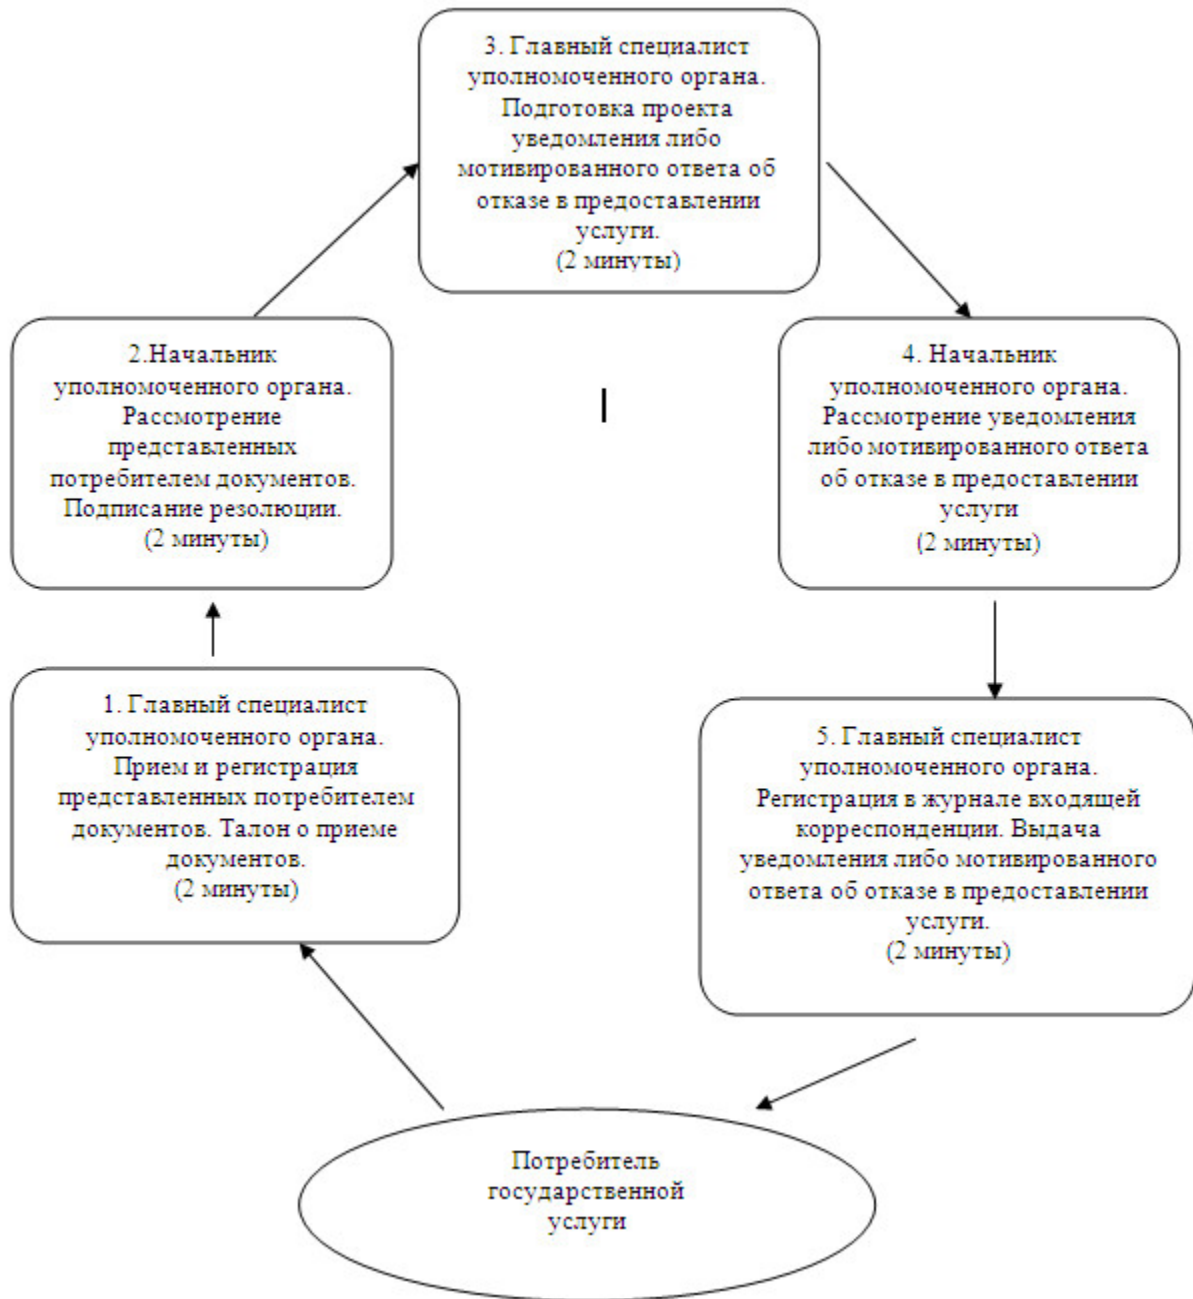 3. Главный специалист
уполномоченного органа.
Подготовка проекта
уведомления либо
мотивированного ответа об
отказе в предоставлении
услуги.
(2 минуты)
2.Начальник
уполномоченного органа.
Рассмотрение
представленных
потребителем документов.
Подписание резолюции.
(2 минуты)
4. Начальник
уполномоченного органа.
Рассмотрение уведомления
либо мотивированного ответа
об отказе в предоставлении
услуги
(2 минуты)
1. Главный специалист
уполномоченного органа.
Прием и регистрация
представленных потребителем
документов. Талон о приеме
документов.
(2 минуты)
5. Главный специалист
уполномоченного органа.
Регистрация в журнале входящей
корреспонденции. Выдача
уведомления либо мотивированного
ответа об отказе в предоставлении
услуги.
(2 минуты)
Потребитель
государственной
услуги